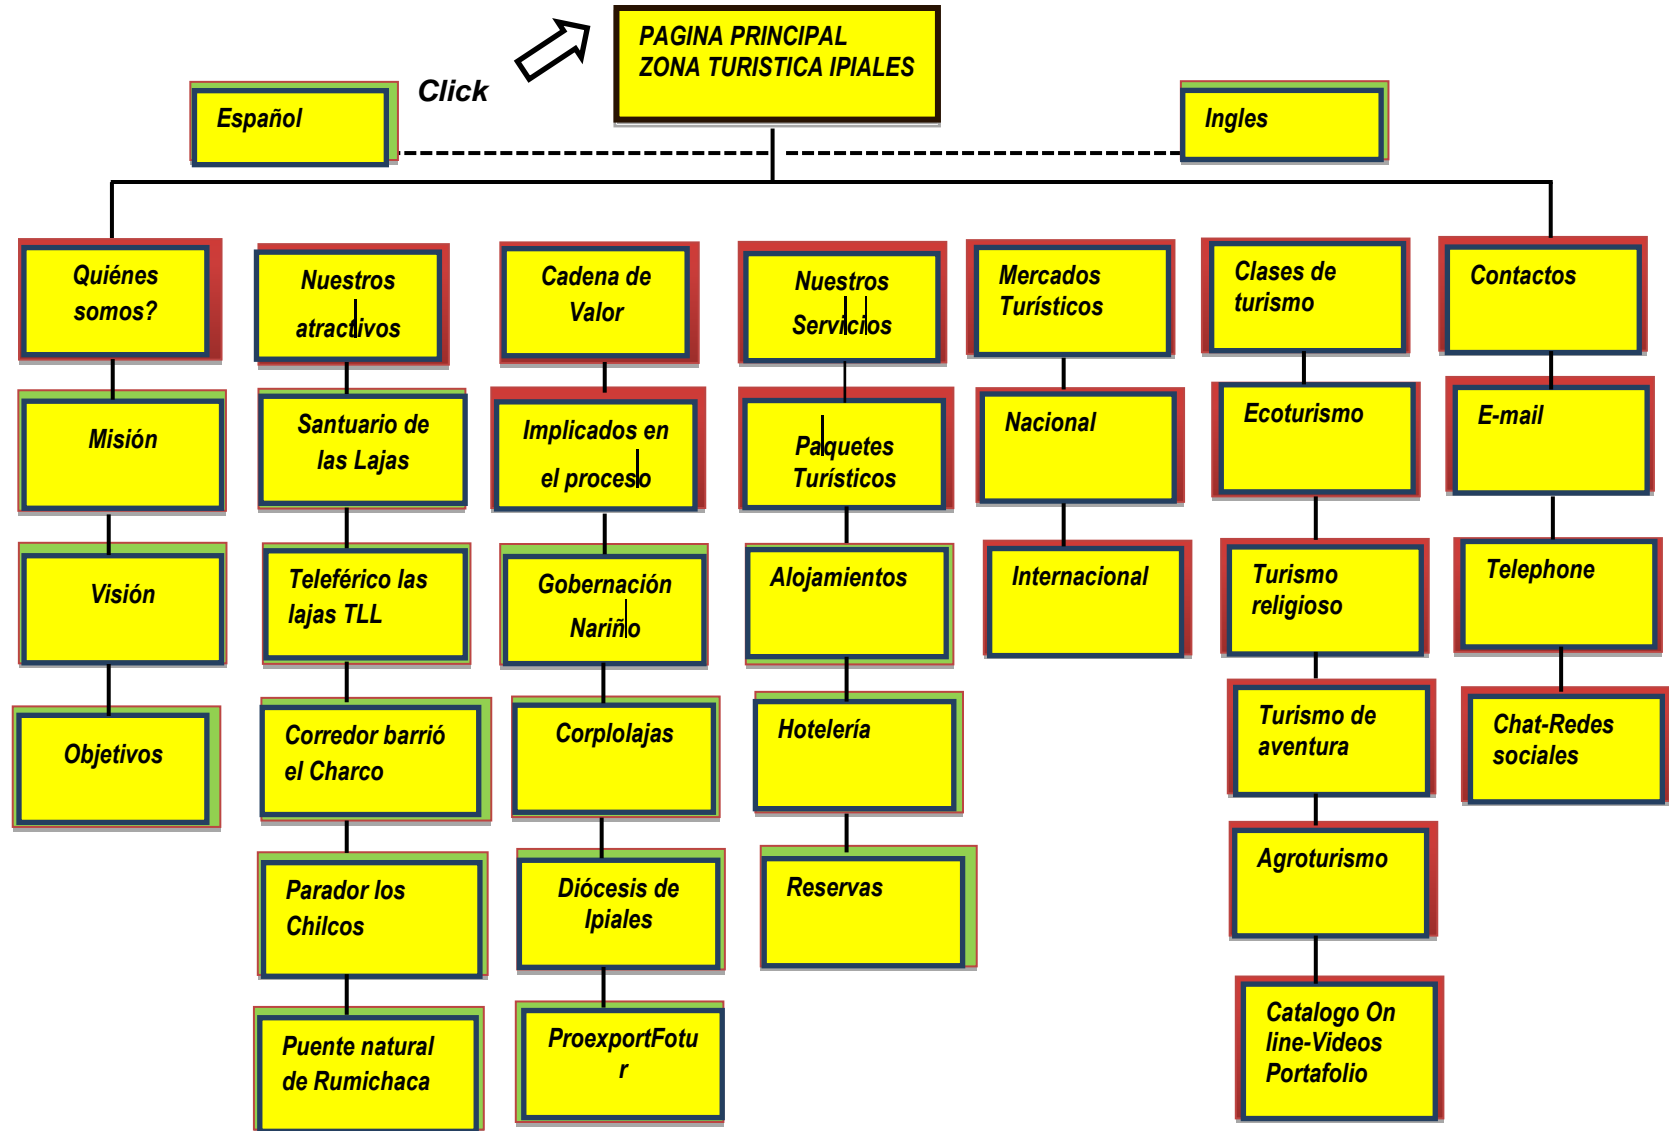 PAGINA PRINCIPAL
ZONA TURISTICA IPIALES
Click
Español
Ingles
Quiénes
somos?
Misión
Visión
Objetivos
Nuestros
atractivos
Santuario de
las Lajas
Teleférico las
lajas TLL
Corredor barrió
el Charco
Parador los
Chilcos
Puente natural
de Rumichaca
Cadena de
Valor
Implicados en
el proceso
Gobernación
Nariño
Corplolajas
Diócesis de
Ipiales
ProexportFotu
r
Nuestros
Servicios
Paquetes
Turísticos
Alojamientos
Hotelería
Reservas
Mercados
Turísticos
Nacional
Internacional
Clases de
turismo
Ecoturismo
Turismo
religioso
Turismo de
aventura
Agroturismo
Catalogo On
line-Videos
Portafolio
Contactos
E-mail
Telephone
Chat-Redes
sociales